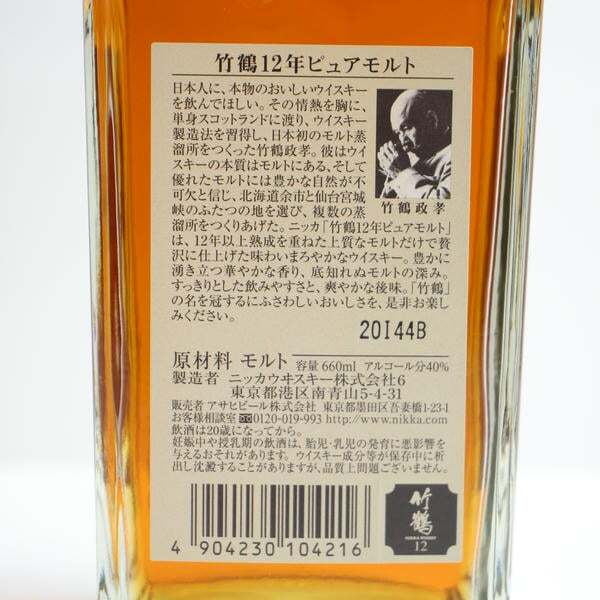 竹鶴12年ピュアモルト
日本人に、本物のおいしいウイスキー
を飲んでほしい。その情熱を胸に、
単身スコットランドに渡り、ウイスキー
製造法を習得し、日本初のモルト蒸
溜所をつくった竹鶴政孝。彼はウイ
スキーの本質はモルトにある、そして
優れたモルトには豊かな自然が不
可欠と信じ、北海道余市と仙台宮城
峡のふたつの地を選び、複数の蒸
溜所をつくりあげた。ニッカ「竹鶴12年ピュアモルト」
は、12年以上熟成を重ねた上質なモルトだけで贅
沢に仕上げた味わいまろやかなウイスキー。豊かに
湧き立つ華やかな香り、底知れぬモルトの深み。
すっきりとした飲みやすさと、爽やかな後味。「竹鶴」
の名を冠するにふさわしいおいしさを、是非お楽し
みください。
竹鶴政孝
20I44B
原材料 モルト 容量 660ml アルコール分40%
製造者 ニッカウヰスキー株式会社6
東京都港区南青山5-4-31
販売者 アサヒビール株式会社 東京都墨田区吾妻橋1-23-1
お客様相談室 0120-019-993 http://www.nikka.com
飲酒は20歳になってから。
妊娠中や授乳期の飲酒は、胎児・乳児の発育に悪影響を
与えるおそれがあります。ウイスキー成分等が保存中に析
出し沈澱することがありますが、品質上問題ございません。
4 904230 104216
竹鶴
NIKKA WHISKY
12